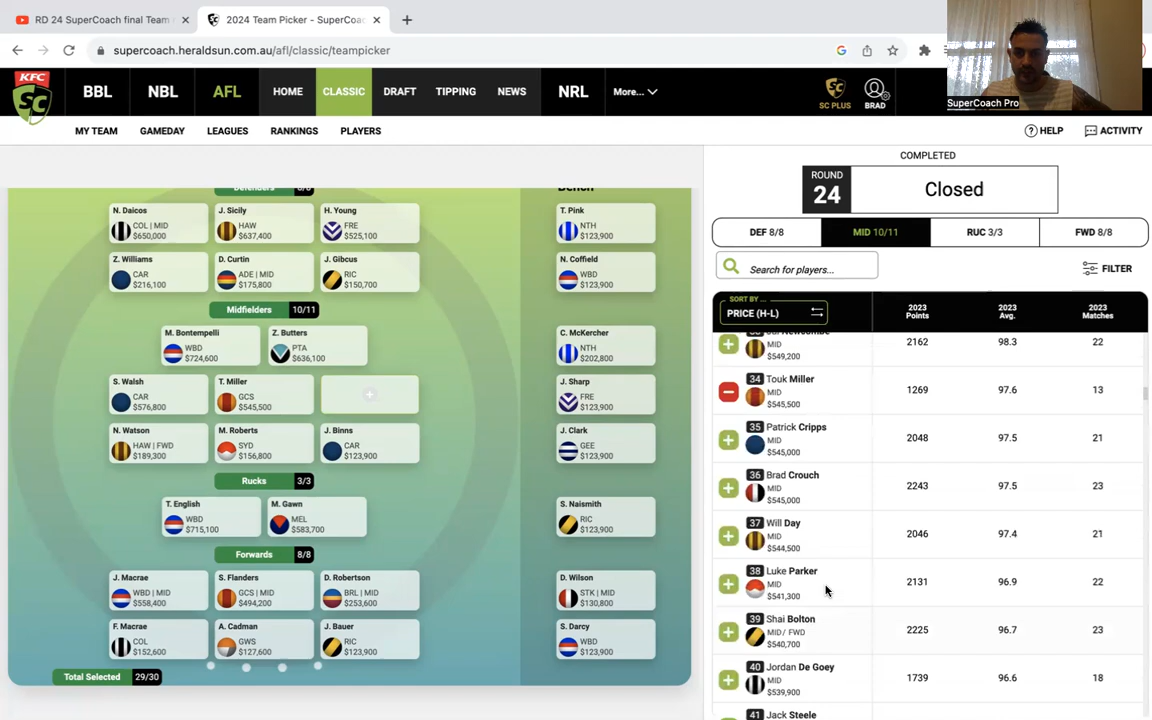 RD 24 SuperCoach final Team
2024 Team Picker - SuperCoac
supercoach.heraldsun.com.au/afl/classic/teampicker
SuperCoach Pro
KFC
SC
BBL NBL AFL HOME CLASSIC DRAFT TIPPING NEWS NRL More...
SC PLUS BRAD
MY TEAM GAMEDAY LEAGUES RANKINGS PLAYERS
HELP ACTIVITY
COMPLETED
ROUND
24
Closed
Defenders
Bench
N. Daicos
COL | MID
$650,000
J. Sicily
HAW
$637,400
H. Young
FRE
$525,100
T. Pink
NTH
$123,900
Z. Williams
CAR
$216,100
D. Curtin
ADE | MID
$175,800
J. Gibcus
RIC
$150,700
N. Coffield
WBD
$123,900
Midfielders 10/11
M. Bontempelli
WBD
$724,600
Z. Butters
PTA
$636,100
C. McKercher
NTH
$202,800
S. Walsh
CAR
$576,800
T. Miller
GCS
$545,500
J. Sharp
FRE
$123,900
N. Watson
HAW | FWD
$189,300
M. Roberts
SYD
$156,800
J. Binns
CAR
$123,900
J. Clark
GEE
$123,900
Rucks 3/3
T. English
WBD
$715,100
M. Gawn
MEL
$583,700
S. Naismith
RIC
$123,900
Forwards 8/8
J. Macrae
WBD | MID
$558,400
S. Flanders
GCS | MID
$494,200
D. Robertson
BRL | MID
$253,600
D. Wilson
STK | MID
$130,800
F. Macrae
COL
$152,600
A. Cadman
GWS
$127,600
J. Bauer
RIC
$123,900
S. Darcy
WBD
$123,900
Total Selected 29/30
DEF 8/8 MID 10/11 RUC 3/3 FWD 8/8
Search for players...
FILTER
SORT BY ...
PRICE (H-L)
2023 Points
2023 Avg.
2023 Matches
MID
$549,200
2162 98.3 22
34 Touk Miller
MID
$545,500
1269 97.6 13
35 Patrick Cripps
MID
$545,000
2048 97.5 21
36 Brad Crouch
MID
$545,000
2243 97.5 23
37 Will Day
MID
$544,500
2046 97.4 21
38 Luke Parker
MID
$541,300
2131 96.9 22
39 Shai Bolton
MID/ FWD
$540,700
2225 96.7 23
40 Jordan De Goey
MID
$539,900
1739 96.6 18
41 Jack Steele